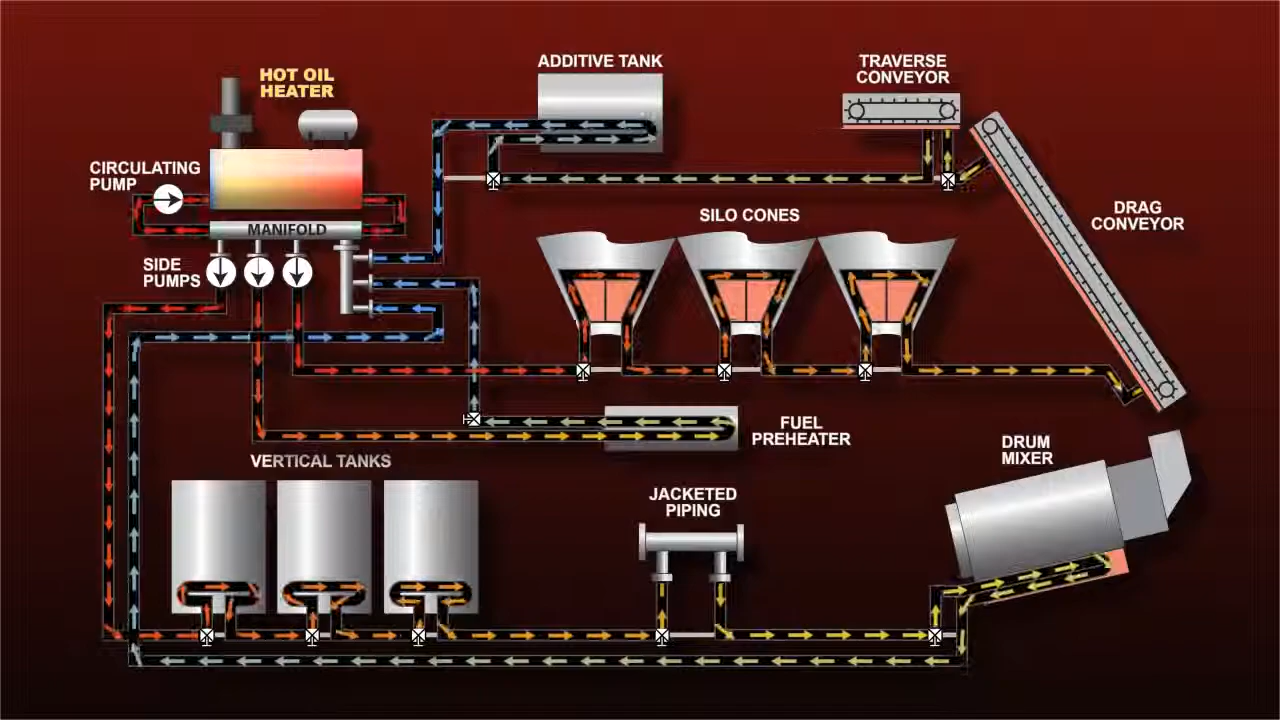 ADDITIVE TANK
TRAVERSE
CONVEYOR
HOT OIL
HEATER
CIRCULATING
PUMP
MANIFOLD
SIDE
PUMPS
SILO CONES
DRAG
CONVEYOR
FUEL
PREHEATER
DRUM
MIXER
VERTICAL TANKS
JACKETED
PIPING